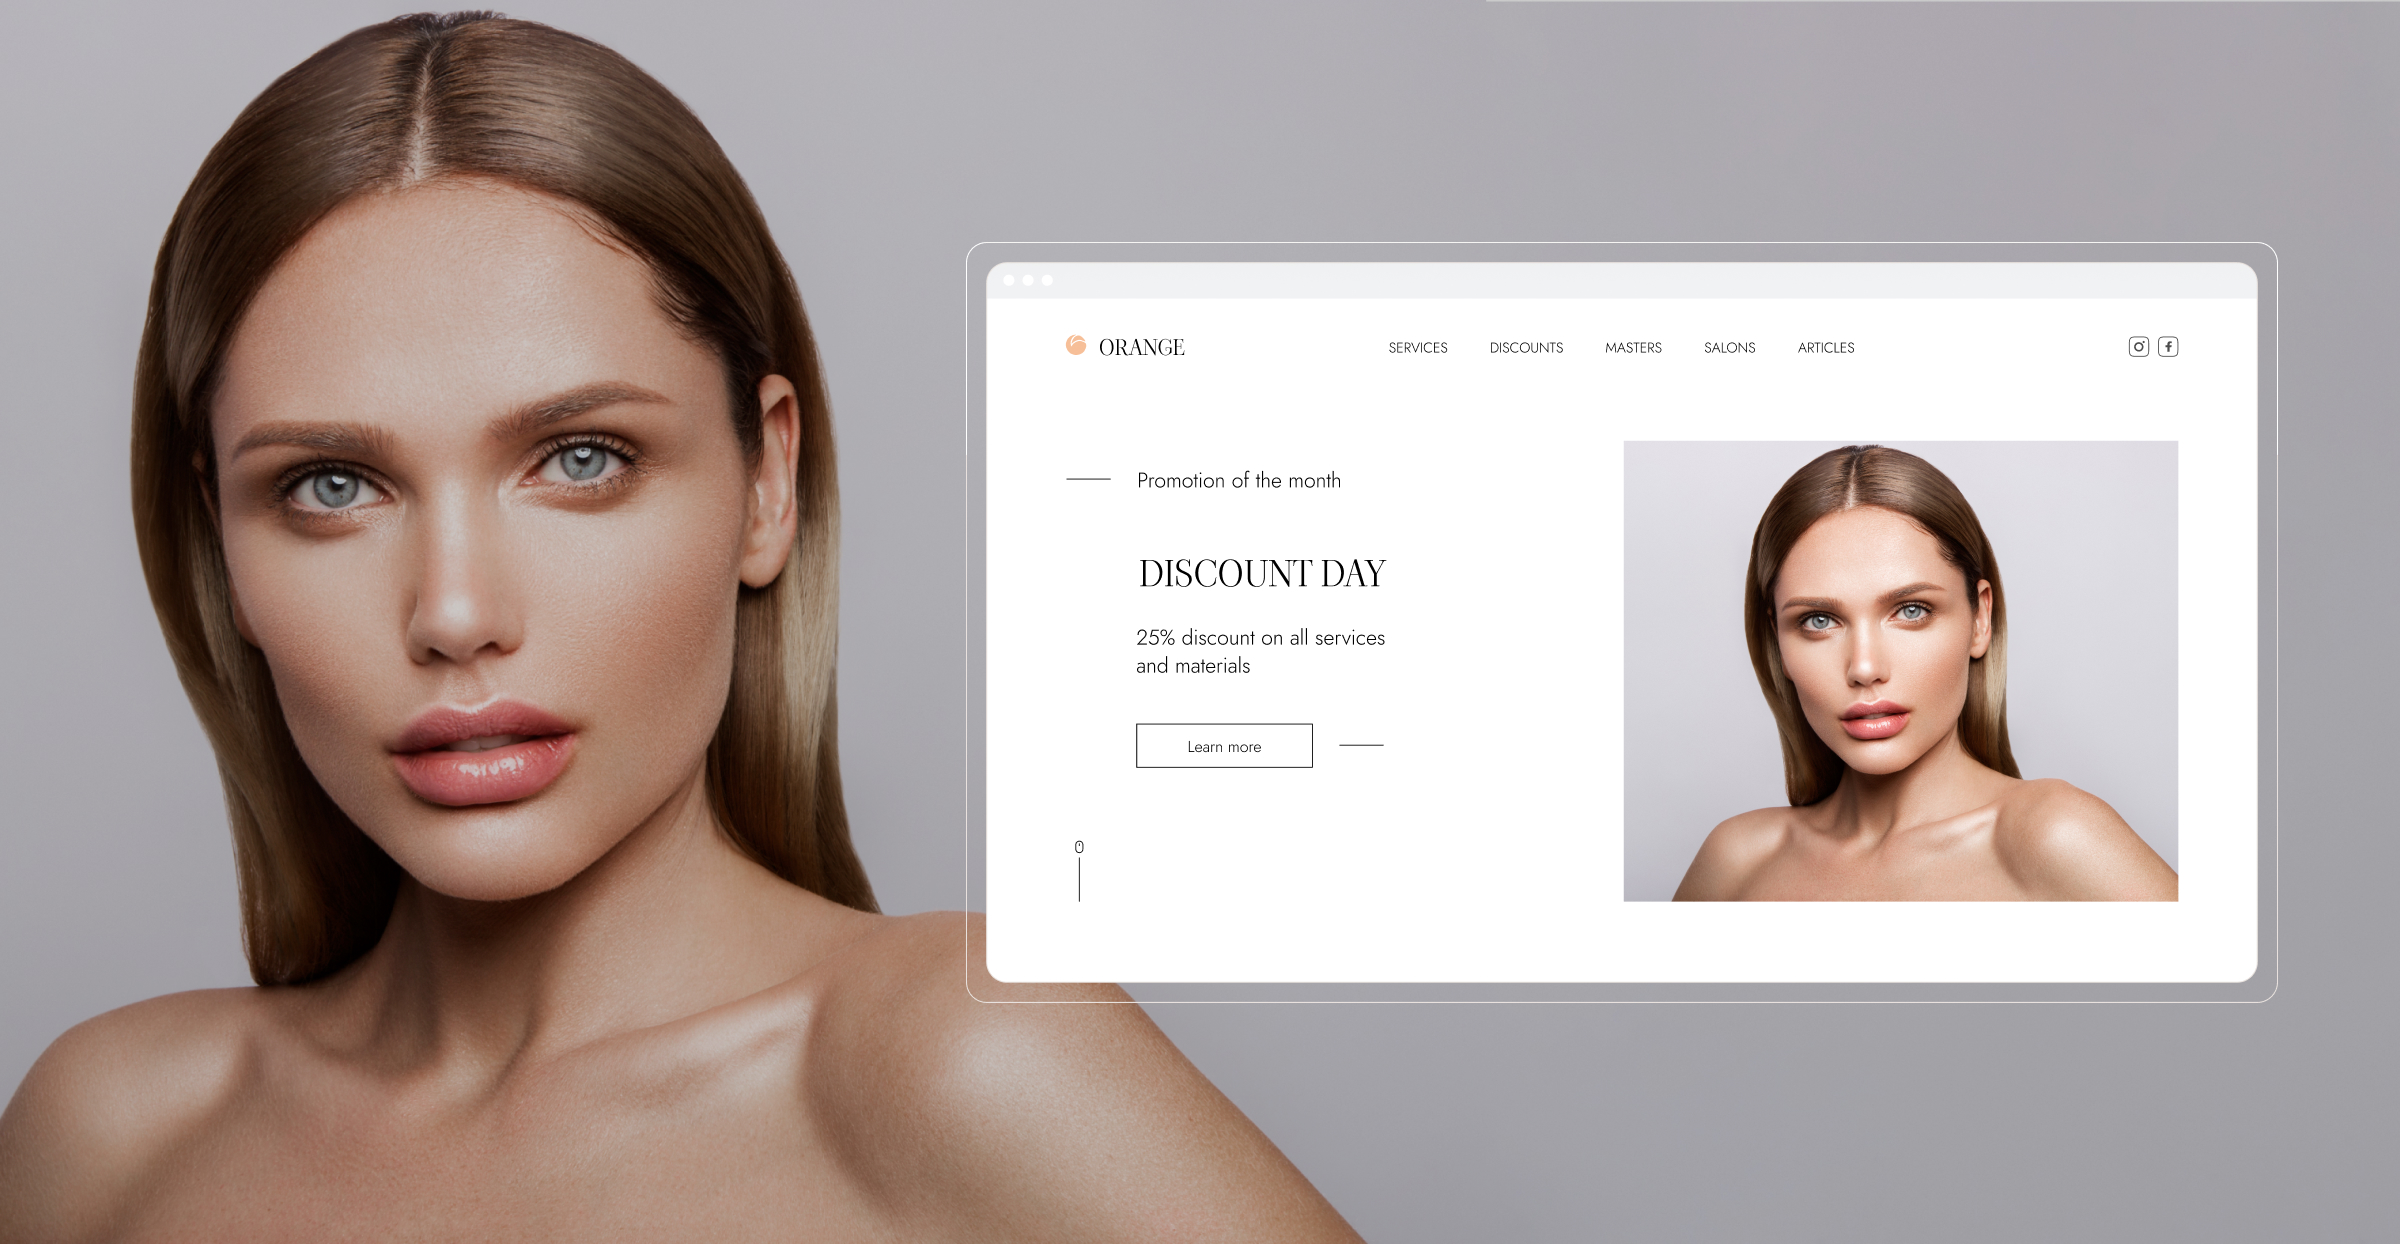 ORANGE
SERVICES
DISCOUNTS
MASTERS
SALONS
ARTICLES
Promotion of the month
DISCOUNT DAY
25% discount on all services
and materials
Learn more